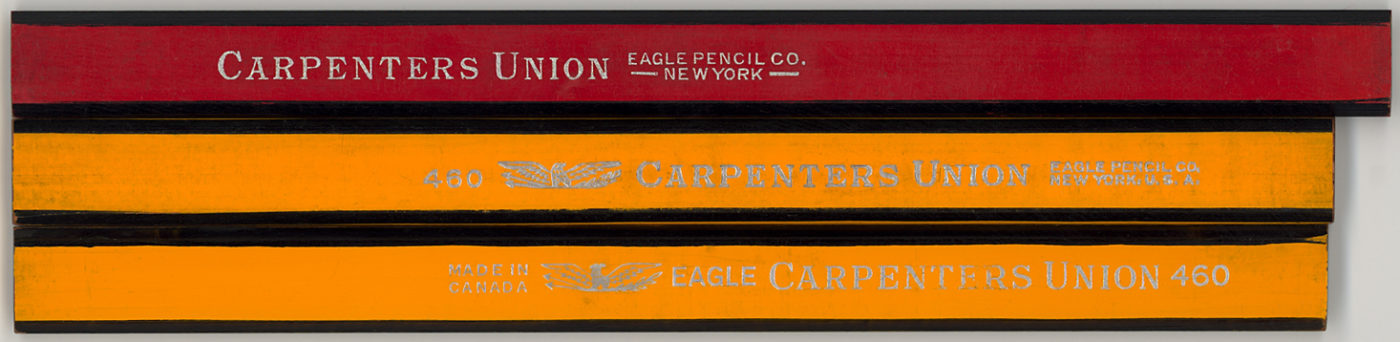 CARPENTERS UNION EAGLE PENCIL CO.
NEW YORK
460 CARPENTERS UNION EAGLE PENCIL CO.
NEW YORK. U. S. A.
MADE IN
CANADA EAGLE CARPENTERS UNION 460